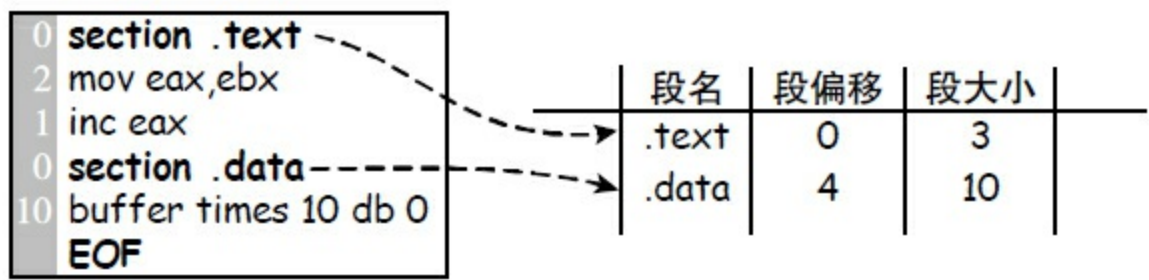 0 section .text
2 mov eax,ebx
1 inc eax
0 section .data
10 buffer times 10 db 0
EOF
段名 段偏移 段大小
.text 0 3
.data 4 10